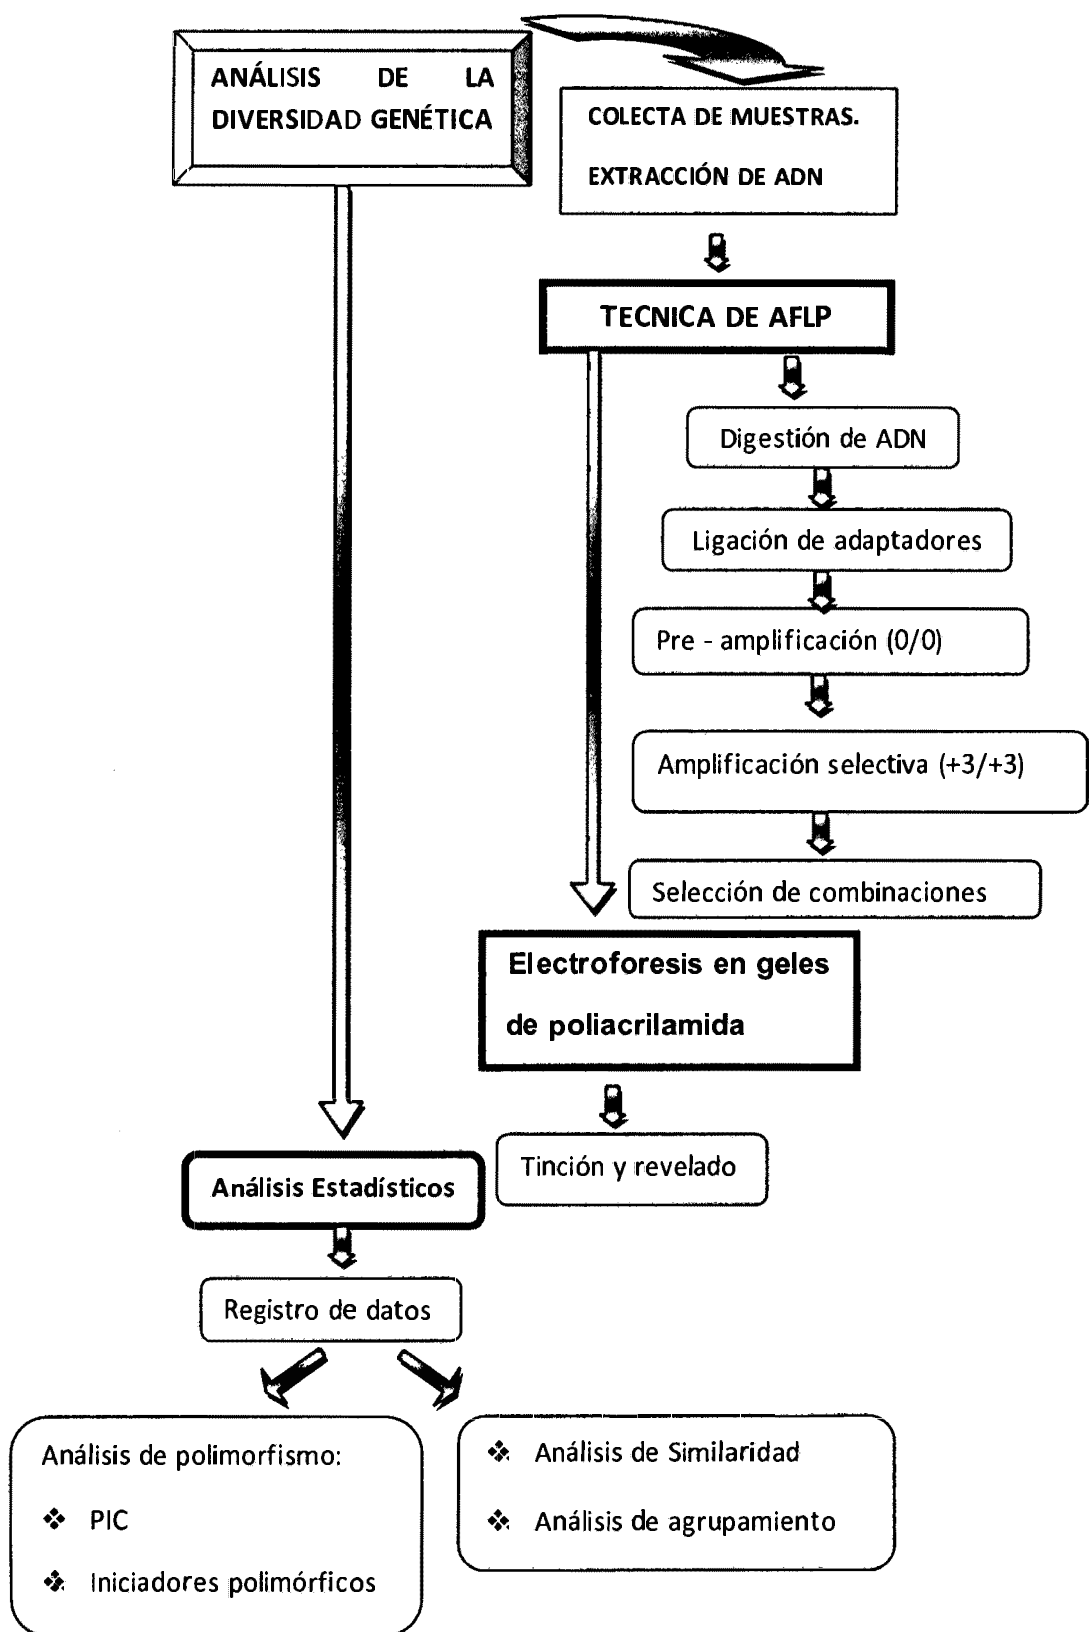 ANÁLISIS DE LA
DIVERSIDAD GENÉTICA
COLECTA DE MUESTRAS.
EXTRACCIÓN DE ADN
TECNICA DE AFLP
Digestión de ADN
Ligación de adaptadores
Pre - amplificación (0/0)
Amplificación selectiva (+3/+3)
Selección de combinaciones
Electroforesis en geles
de poliacrilamida
Tinción y revelado
Análisis Estadísticos
Registro de datos
Análisis de polimorfismo:
❖ PIC
❖ Iniciadores polimórficos
❖ Análisis de Similaridad
❖ Análisis de agrupamiento